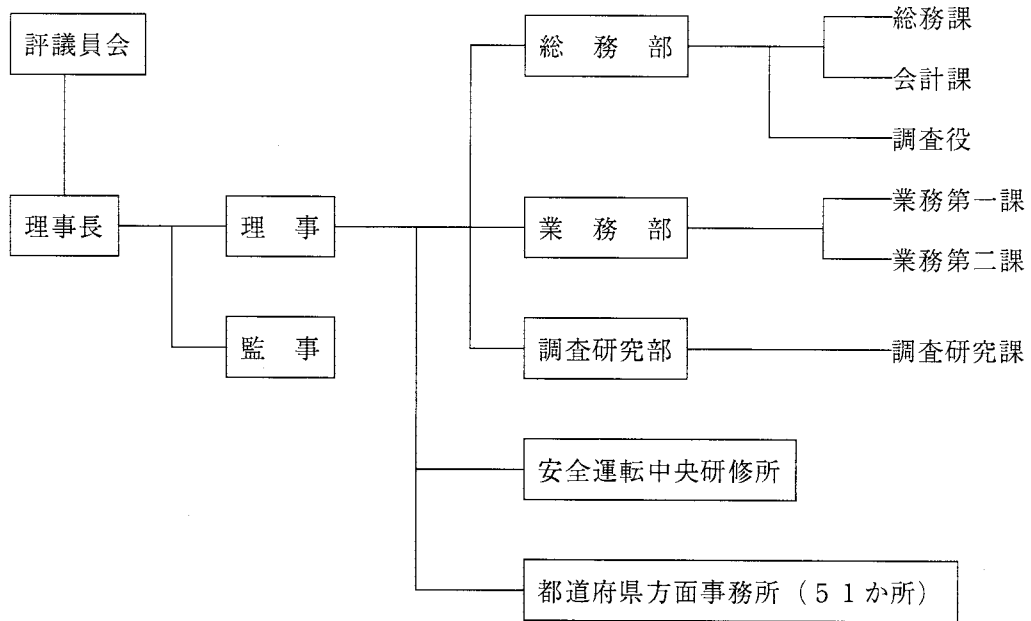 評議員会
理事長
理事
監事
総務部
総務課
会計課
調査役
業務部
業務第一課
業務第二課
調査研究部
調査研究課
安全運転中央研修所
都道府県方面事務所（５１か所）